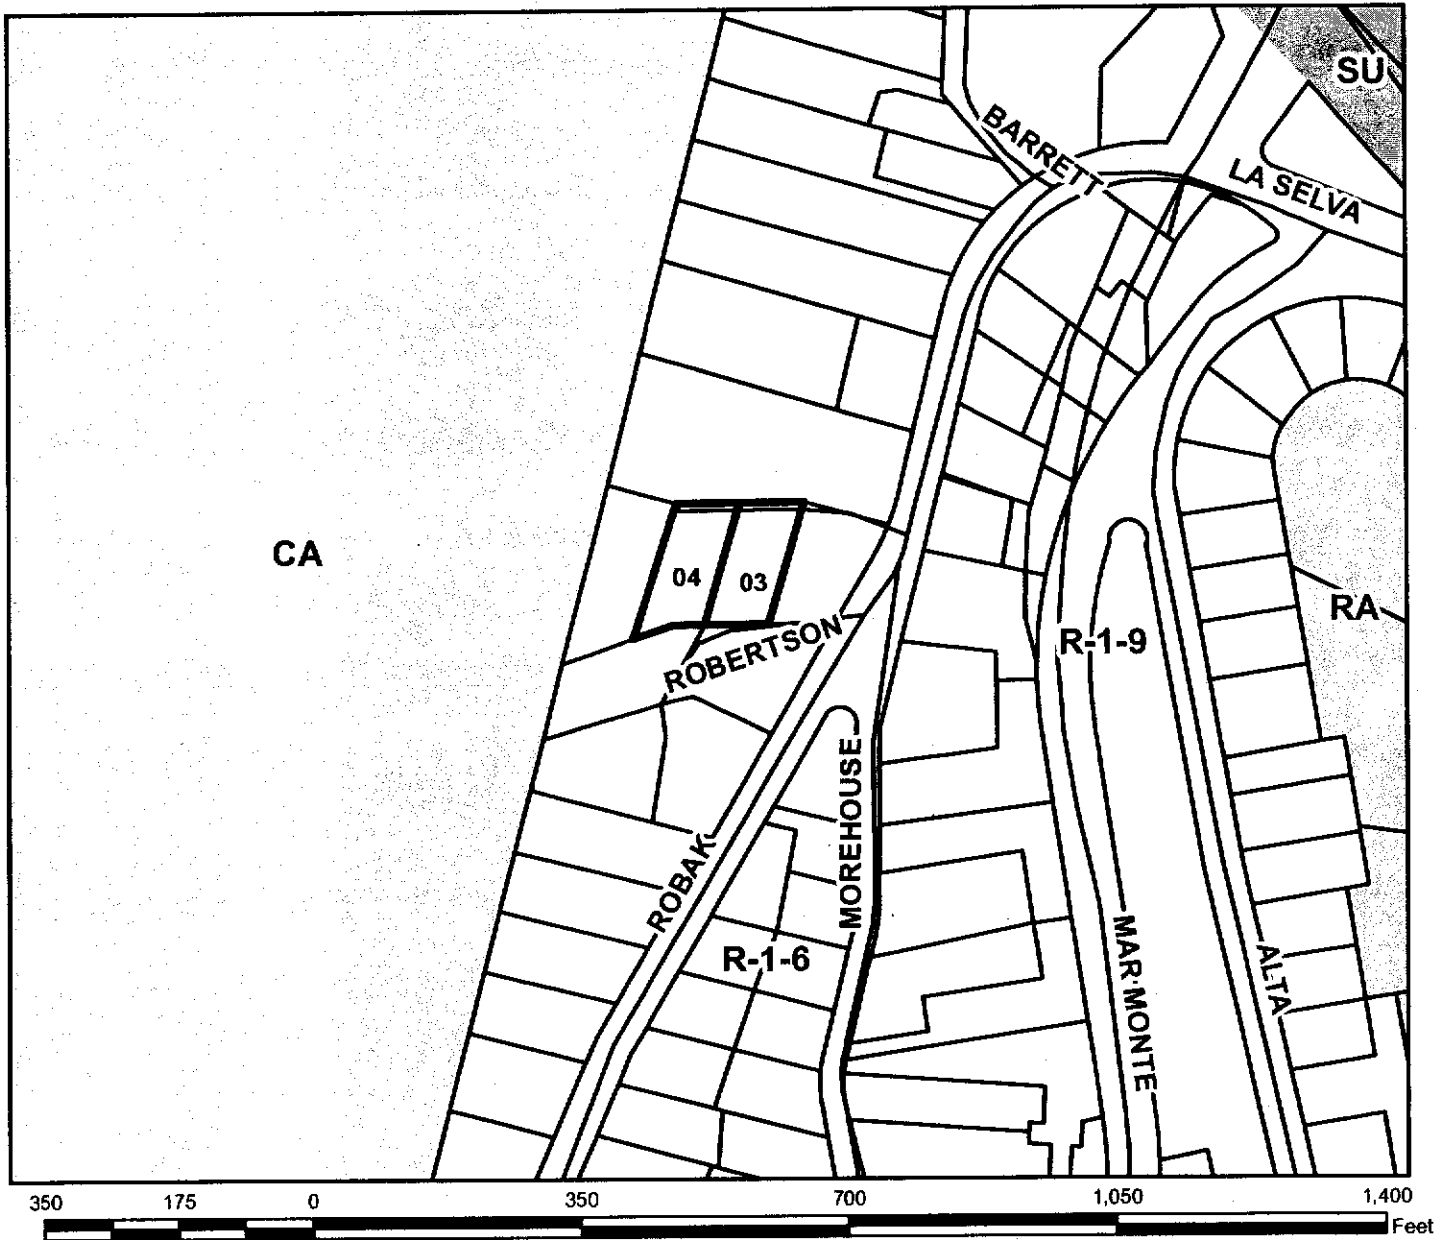 SU
BARRETT
LA SELVA
CA
04
03
RA
ROBERTSON
R-1-9
MOREHOUSE
ROBAK
R-1-6
MAR MONTE
ALTA
350 175 0 350 700 1,050 1,400
Feet